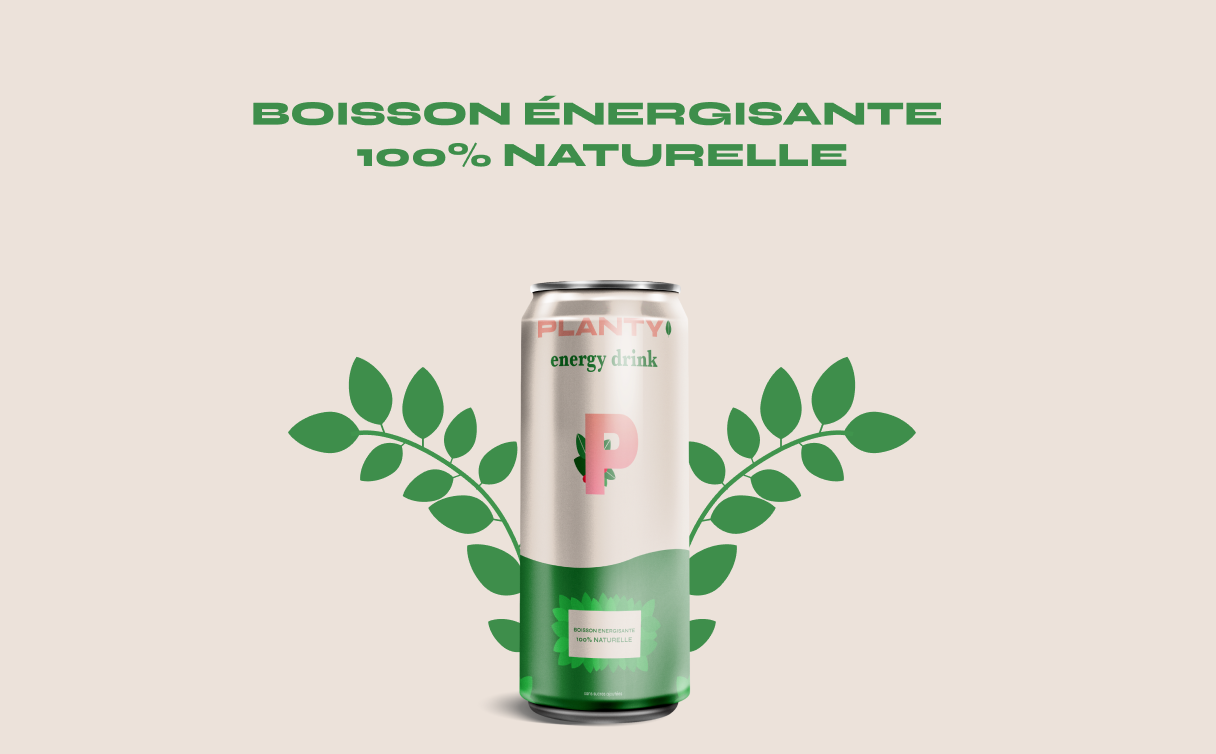 BOISSON ÉNERGISANTE
100% NATURELLE
PLANTY
energy drink
P
BOISSON ÉNERGISANTE
100% NATURELLE